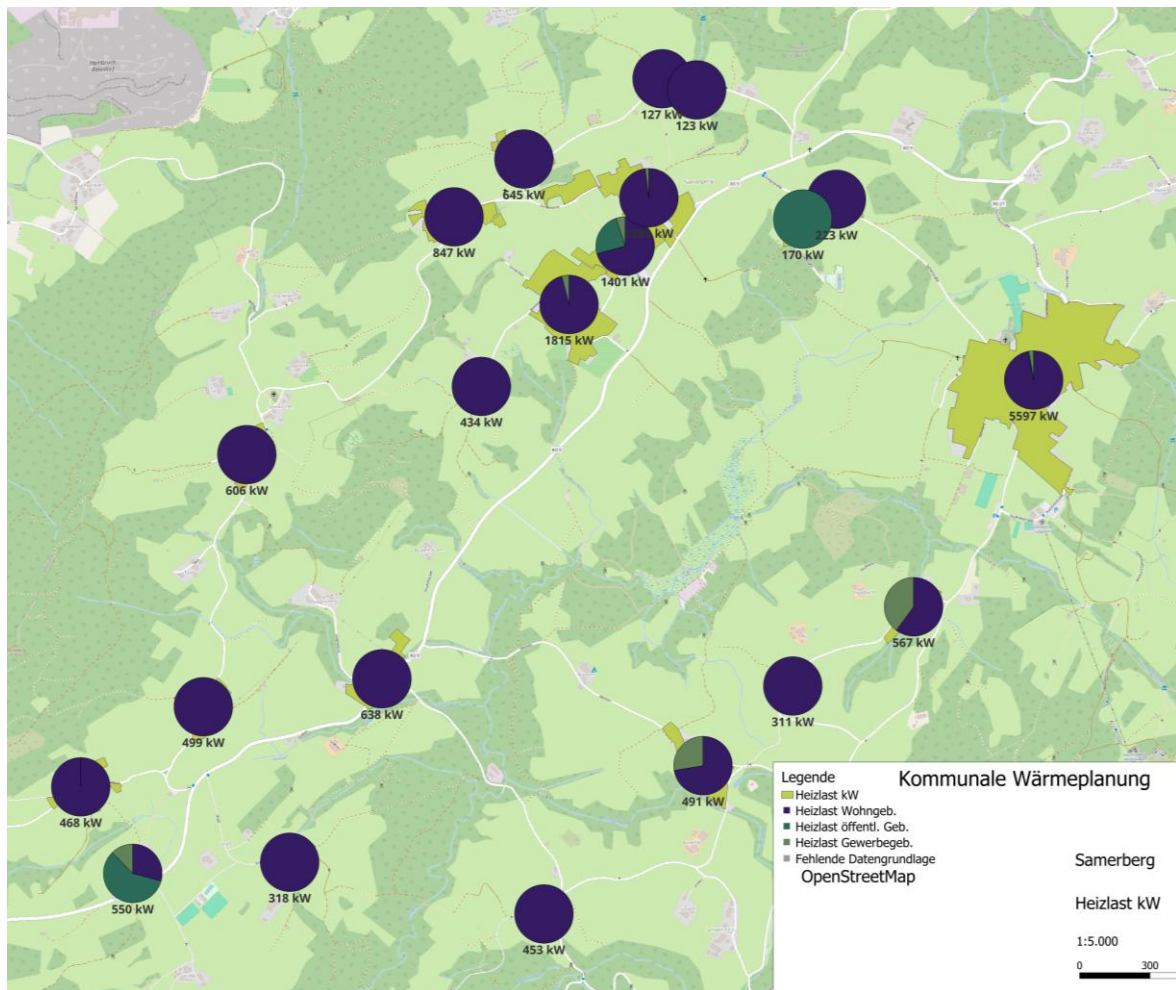 127 kW
123 kW
645 kW
847 kW
1401 kW
223 kW
170 kW
1815 kW
434 kW
5597 kW
606 kW
567 kW
638 kW
311 kW
499 kW
491 kW
468 kW
318 kW
550 kW
453 kW
Legende
Kommunale Wärmeplanung
Heizlast kW
Heizlast Wohngeb.
Heizlast öffentl. Geb.
Heizlast Gewerbegeb.
Fehlende Datengrundlage
OpenStreetMap
Samerberg
Heizlast kW
1:5.000
0 300